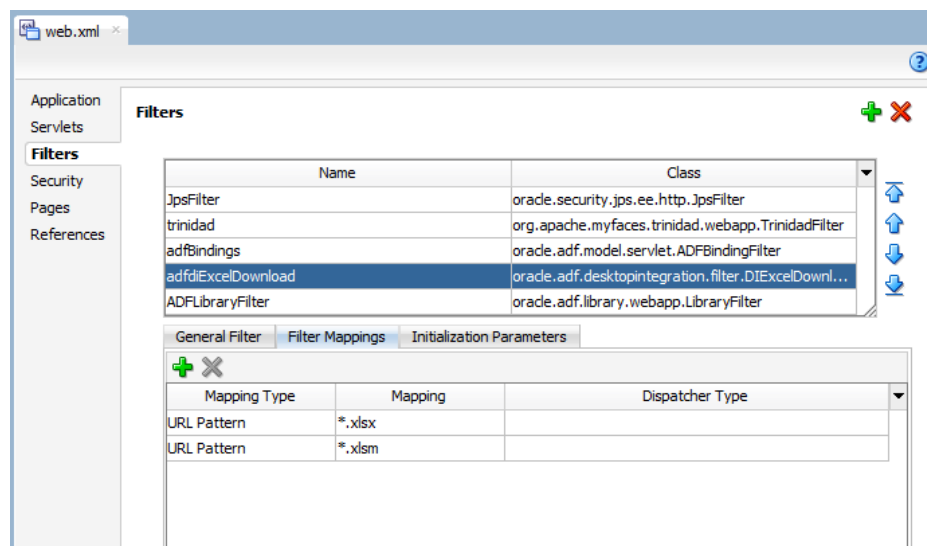 web.xml
Application
Servlets
Filters
Security
Pages
References
Filters
Name Class
JpsFilter oracle.security.jps.ee.http.JpsFilter
trinidad org.apache.myfaces.trinidad.webapp.TrinidadFilter
adfBindings oracle.adf.model.servlet.ADFBindingFilter
adfdiExcelDownload oracle.adf.desktopintegration.filter.DIExcelDownl...
ADFLibraryFilter oracle.adf.library.webapp.LibraryFilter
General Filter Filter Mappings Initialization Parameters
Mapping Type Mapping Dispatcher Type
URL Pattern *.xlsx
URL Pattern *.xlsm